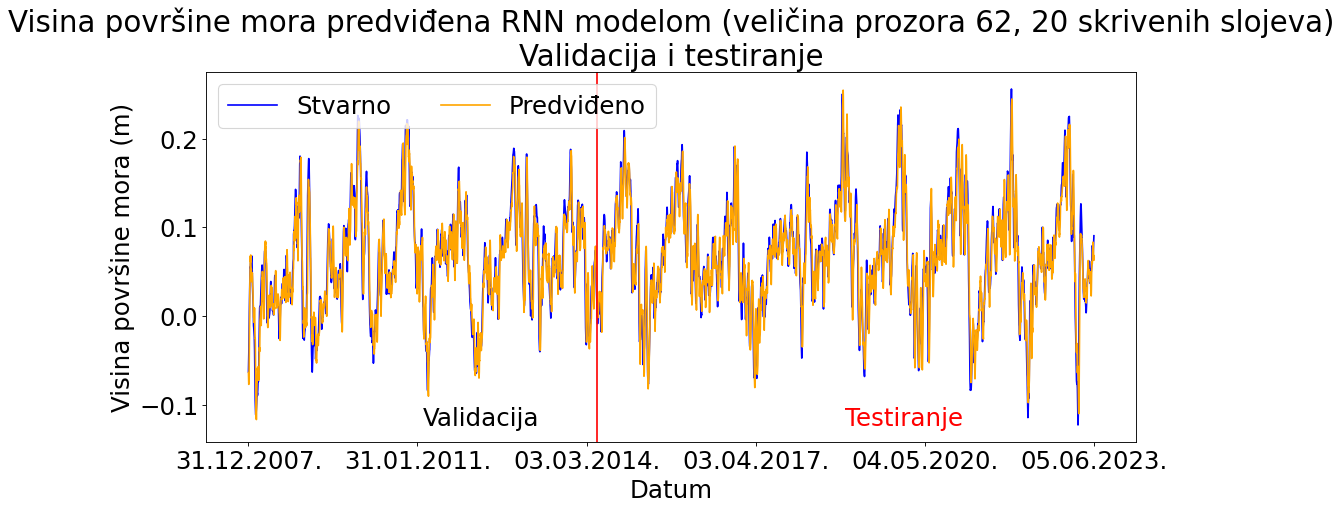 Visina površine mora predviđena RNN modelom (veličina prozora 62, 20 skrivenih slojeva)
Validacija i testiranje
Stvarno
Predviđeno
Visina površine mora (m)
0.2
0.1
0.0
−0.1
Validacija
Testiranje
31.12.2007.
31.01.2011.
03.03.2014.
03.04.2017.
04.05.2020.
05.06.2023.
Datum